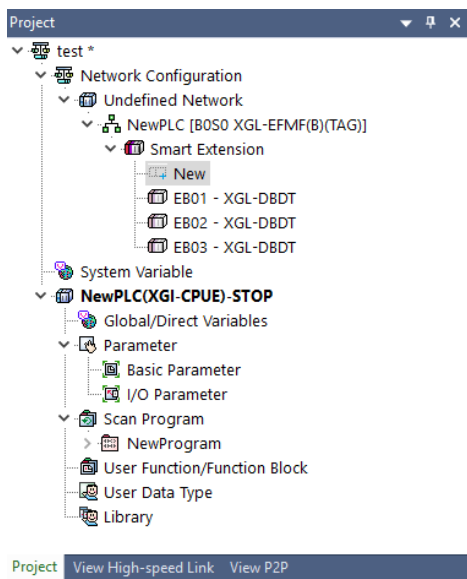 Project
test *
Network Configuration
Undefined Network
NewPLC [B0S0 XGL-EFMF(B)(TAG)]
Smart Extension
New
EB01 - XGL-DBDT
EB02 - XGL-DBDT
EB03 - XGL-DBDT
System Variable
NewPLC(XGI-CPUE)-STOP
Global/Direct Variables
Parameter
Basic Parameter
I/O Parameter
Scan Program
NewProgram
User Function/Function Block
User Data Type
Library
Project View High-speed Link View P2P